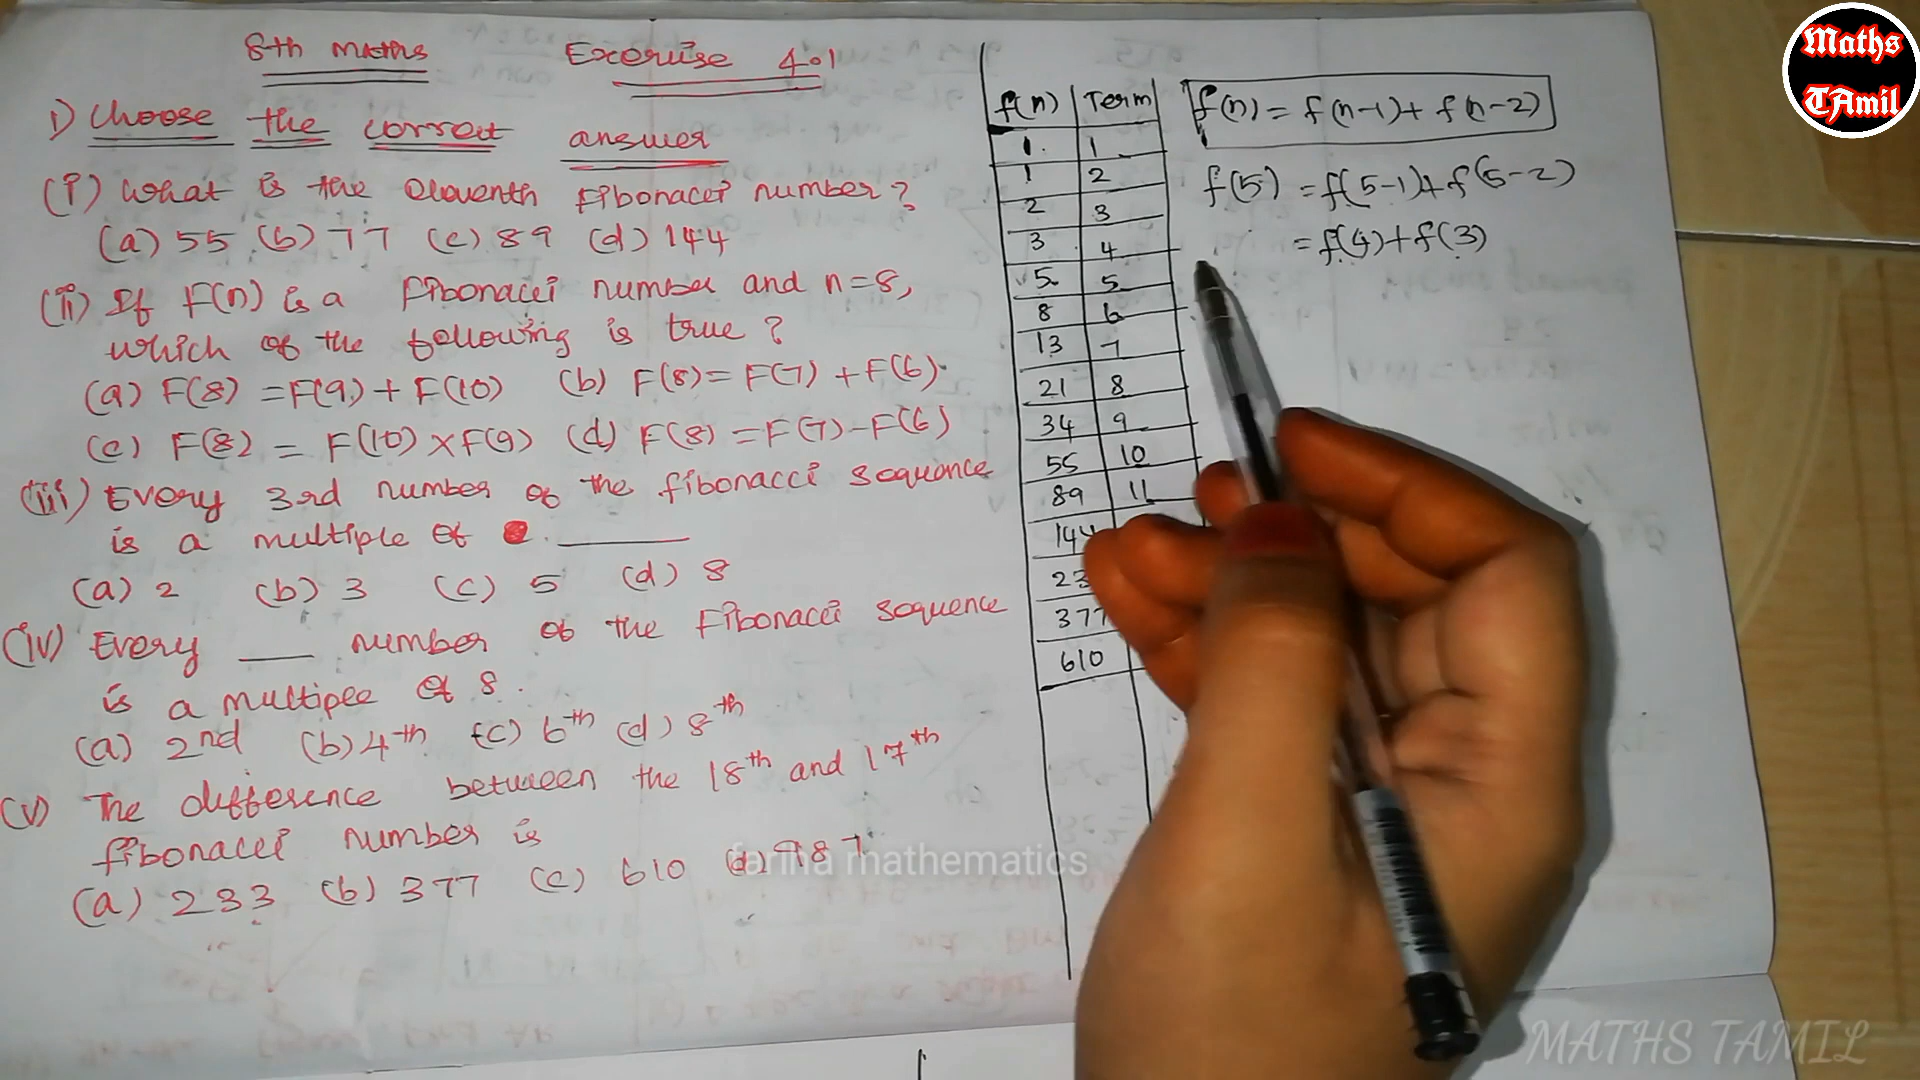 8th maths Exercise 4.1
1) Choose the correct answer
(i) What is the eleventh Fibonacci number?
(a) 55 (b) 77 (c) 89 (d) 144
(ii) If F(n) is a Fibonacci number and n=8,
which of the following is true?
(a) F(8) = F(9) + F(10) (b) F(8) = F(7) + F(6)
(c) F(8) = F(10) × F(9) (d) F(8) = F(7) - F(6)
(iii) Every 3rd number of the fibonacci sequence
is a multiple of _____
(a) 2 (b) 3 (c) 5 (d) 8
(iv) Every ___ number of the Fibonacci sequence
is a multiple of 8.
(a) 2nd (b) 4th (c) 6th (d) 8th
(v) The difference between the 18th and 17th
fibonacci number is
(a) 233 (b) 377 (c) 610 (d) 987
f(n) Term
1 1
1 2
2 3
3 4
5 5
8 6
13 7
21 8
34 9
55 10
89 11
144
377
610
f(n) = f(n-1) + f(n-2)
f(5) = f(5-1) + f(5-2)
= f(4) + f(3)
Maths
TAmil
farina mathematics
MATHS TAMIL